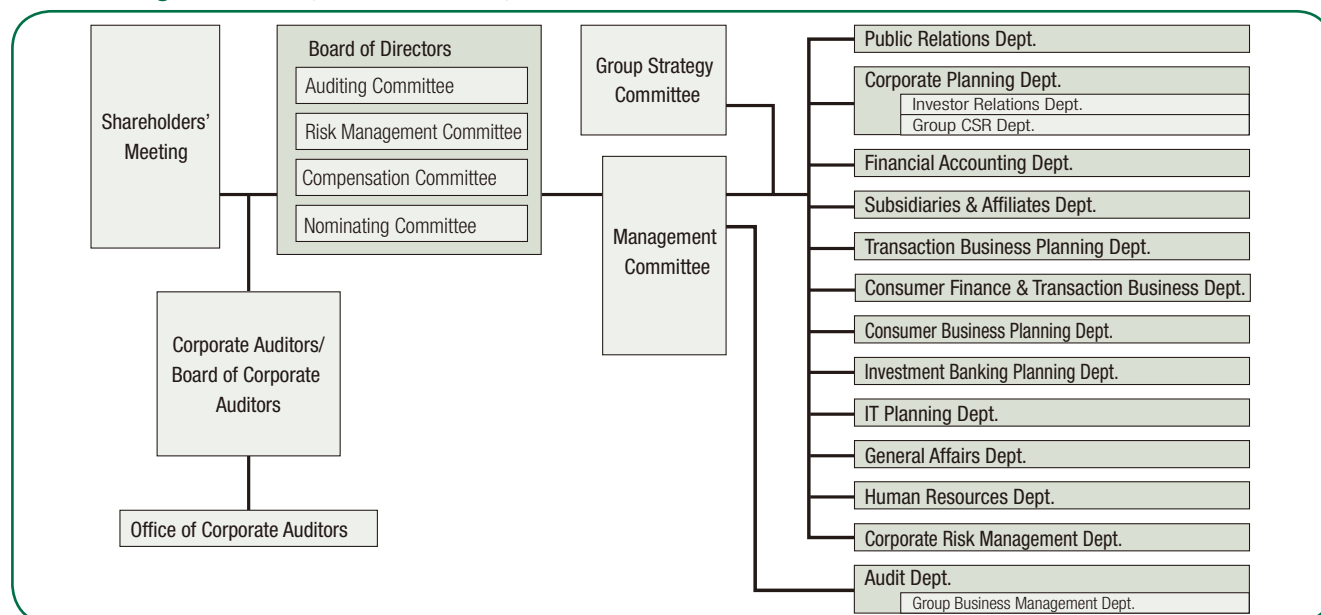 Shareholders'
Meeting
Board of Directors
Auditing Committee
Risk Management Committee
Compensation Committee
Nominating Committee
Corporate Auditors/
Board of Corporate
Auditors
Office of Corporate Auditors
Group Strategy
Committee
Management
Committee
Public Relations Dept.
Corporate Planning Dept.
Investor Relations Dept.
Group CSR Dept.
Financial Accounting Dept.
Subsidiaries & Affiliates Dept.
Transaction Business Planning Dept.
Consumer Finance & Transaction Business Dept.
Consumer Business Planning Dept.
Investment Banking Planning Dept.
IT Planning Dept.
General Affairs Dept.
Human Resources Dept.
Corporate Risk Management Dept.
Audit Dept.
Group Business Management Dept.